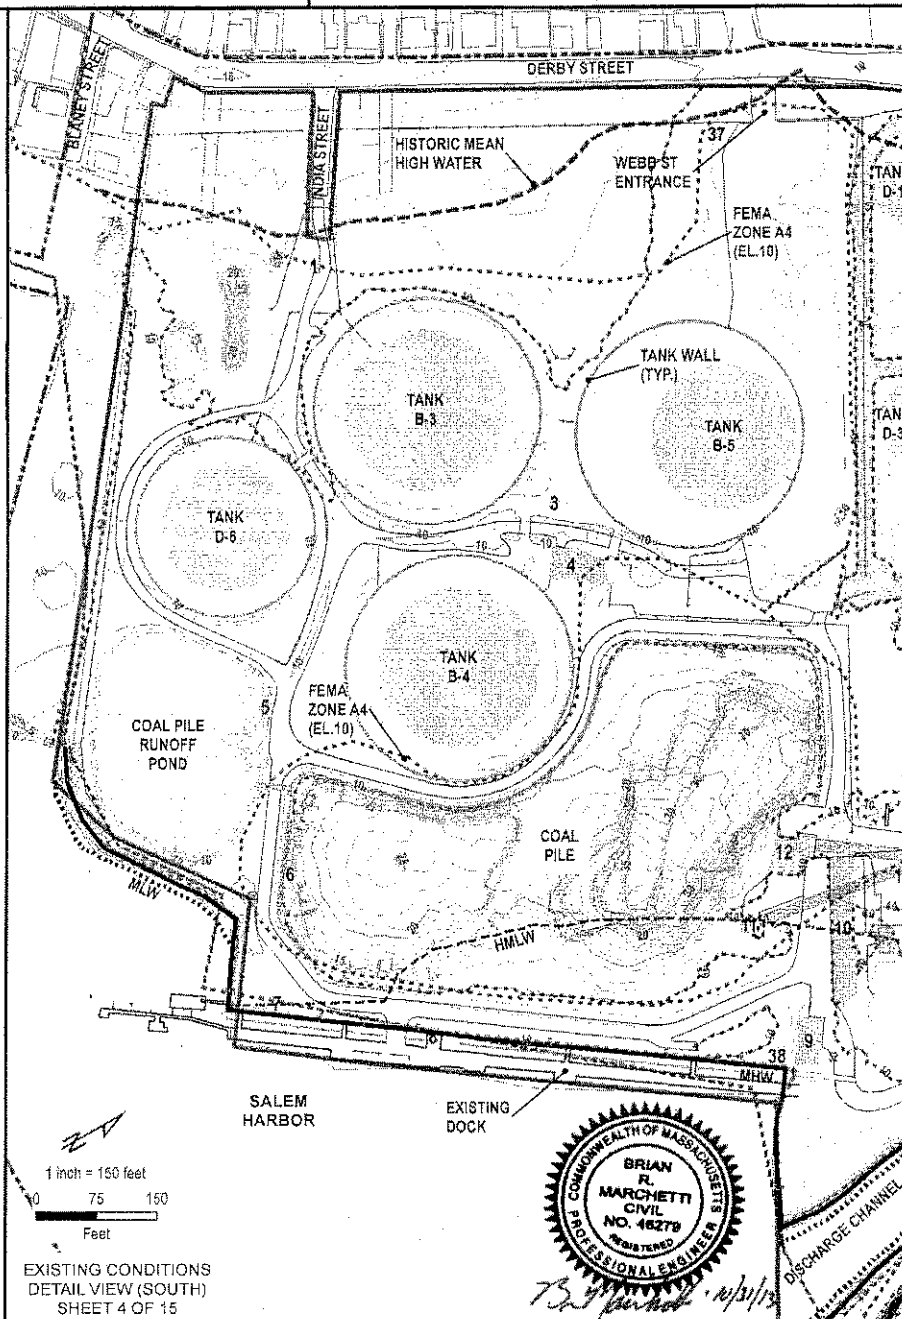 DERBY STREET
BLANEY STREET
INDIA STREET
HISTORIC MEAN
HIGH WATER
37
WEBB ST
ENTRANCE
FEMA
ZONE A4
(EL.10)
TANK WALL
(TYP.)
TANK
B-3
TANK
B-5
3
TANK
D-6
4
TANK
B-4
FEMA
ZONE A4
(EL.10)
5
COAL PILE
RUNOFF
POND
COAL
PILE
12
6
MLW
HMLW
11
10
7
8
9
38
MHW
SALEM
HARBOR
EXISTING
DOCK
DISCHARGE CHANNEL
1 inch = 150 feet
0 75 150
Feet
COMMONWEALTH OF MASSACHUSETTS
BRIAN
R.
MARCHETTI
CIVIL
NO. 46279
REGISTERED
PROFESSIONAL ENGINEER
EXISTING CONDITIONS
DETAIL VIEW (SOUTH)
SHEET 4 OF 15